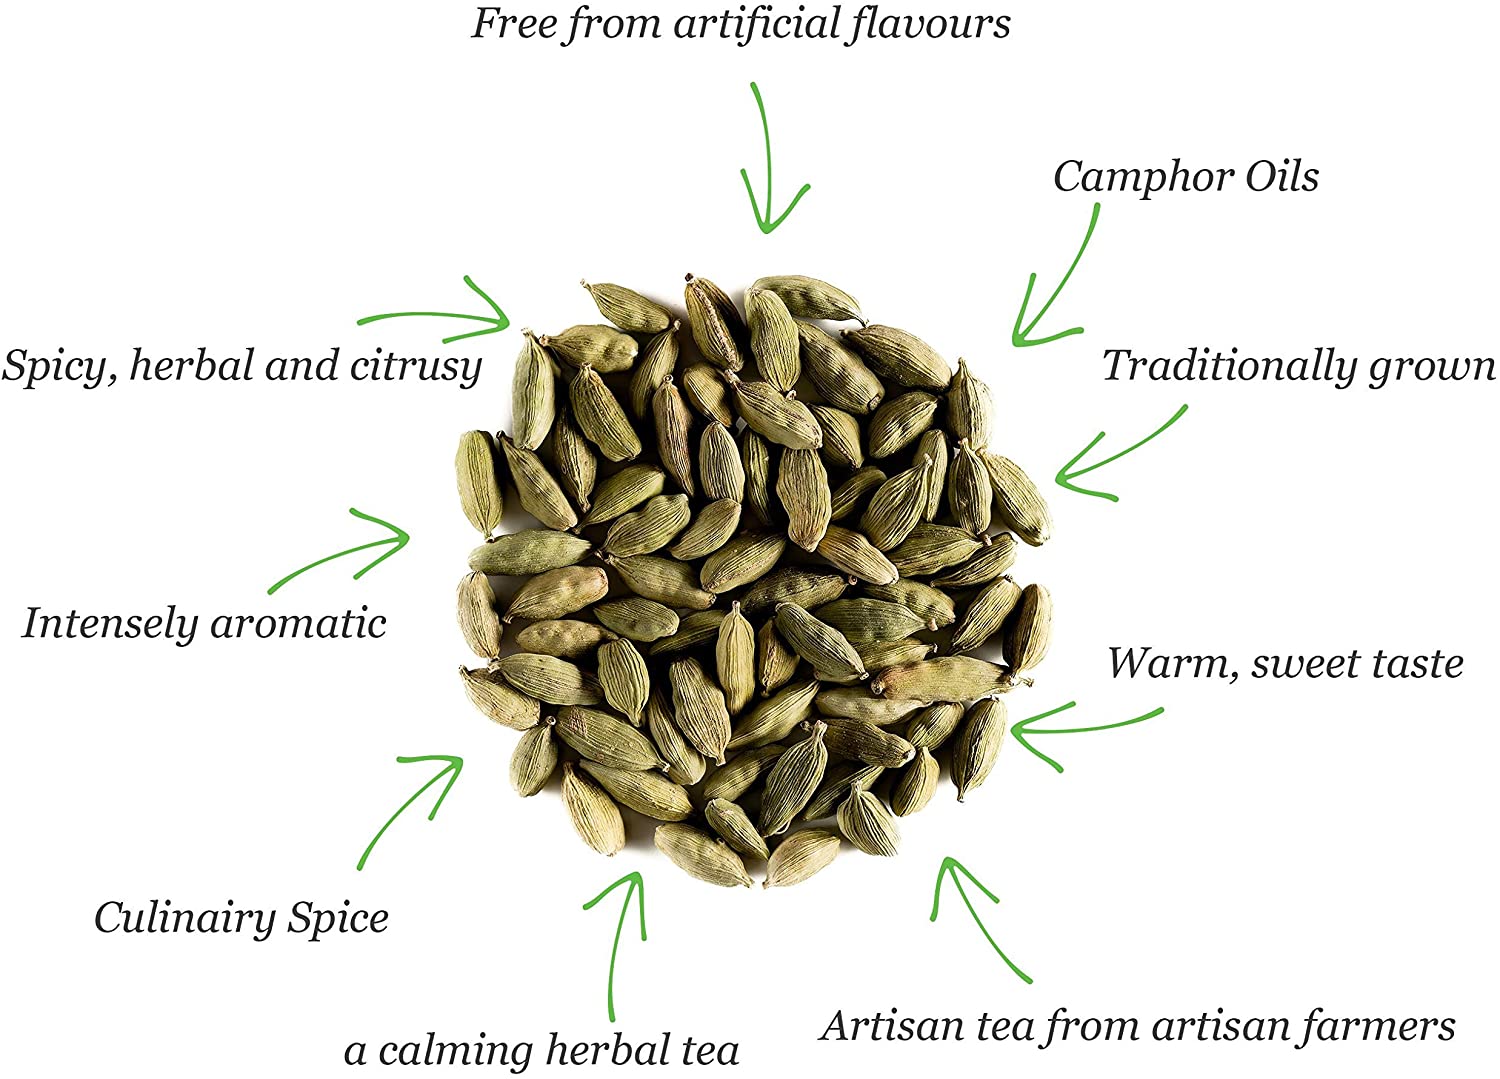 Free from artificial flavours
Camphor Oils
Spicy, herbal and citrusy
Traditionally grown
Intensely aromatic
Warm, sweet taste
Culinairy Spice
a calming herbal tea
Artisan tea from artisan farmers